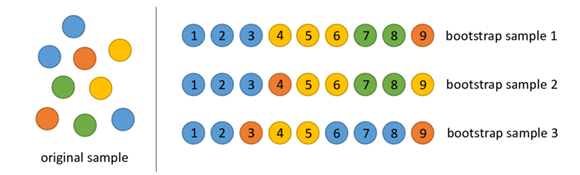 1 2 3 4 5 6 7 8 9 bootstrap sample 1
1 2 3 4 5 6 7 8 9 bootstrap sample 2
1 2 3 4 5 6 7 8 9 bootstrap sample 3
original sample